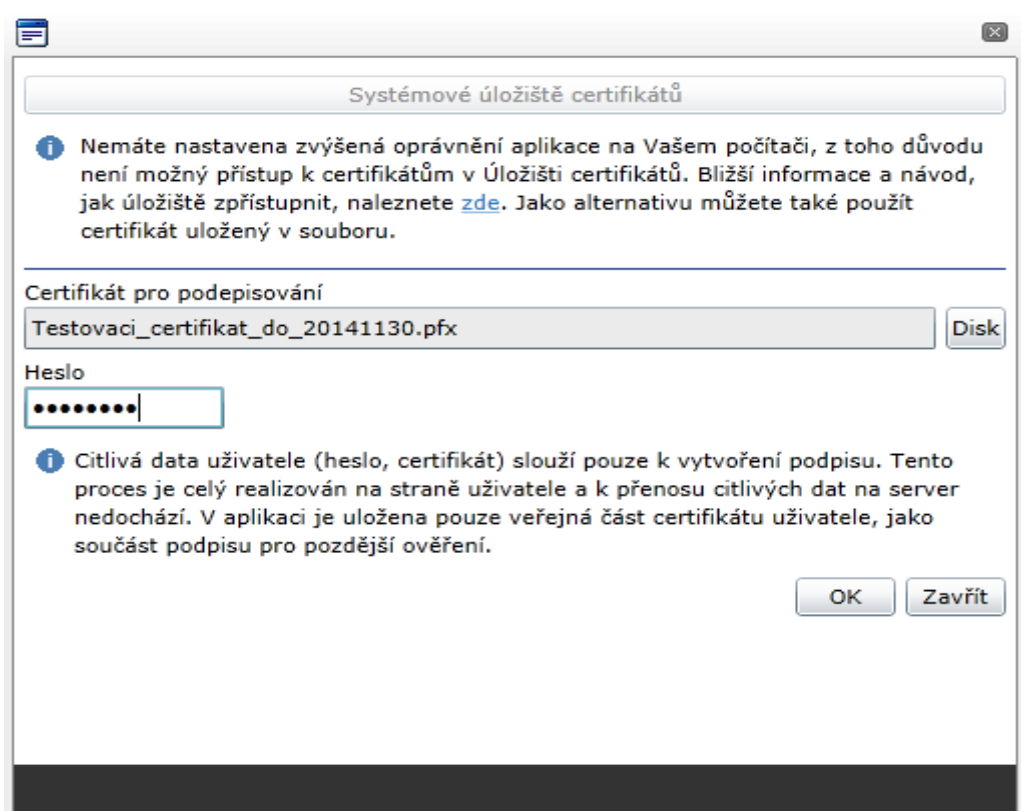 Systémové úložiště certifikátů
Nemáte nastavena zvýšená oprávnění aplikace na Vašem počítači, z toho důvodu
není možný přístup k certifikátům v Úložišti certifikátů. Bližší informace a návod,
jak úložiště zpřístupnit, naleznete zde. Jako alternativu můžete také použít
certifikát uložený v souboru.
Certifikát pro podepisování
Testovaci_certifikat_do_20141130.pfx
Disk
Heslo
••••••••
Citlivá data uživatele (heslo, certifikát) slouží pouze k vytvoření podpisu. Tento
proces je celý realizován na straně uživatele a k přenosu citlivých dat na server
nedochází. V aplikaci je uložena pouze veřejná část certifikátu uživatele, jako
součást podpisu pro pozdější ověření.
OK
Zavřít